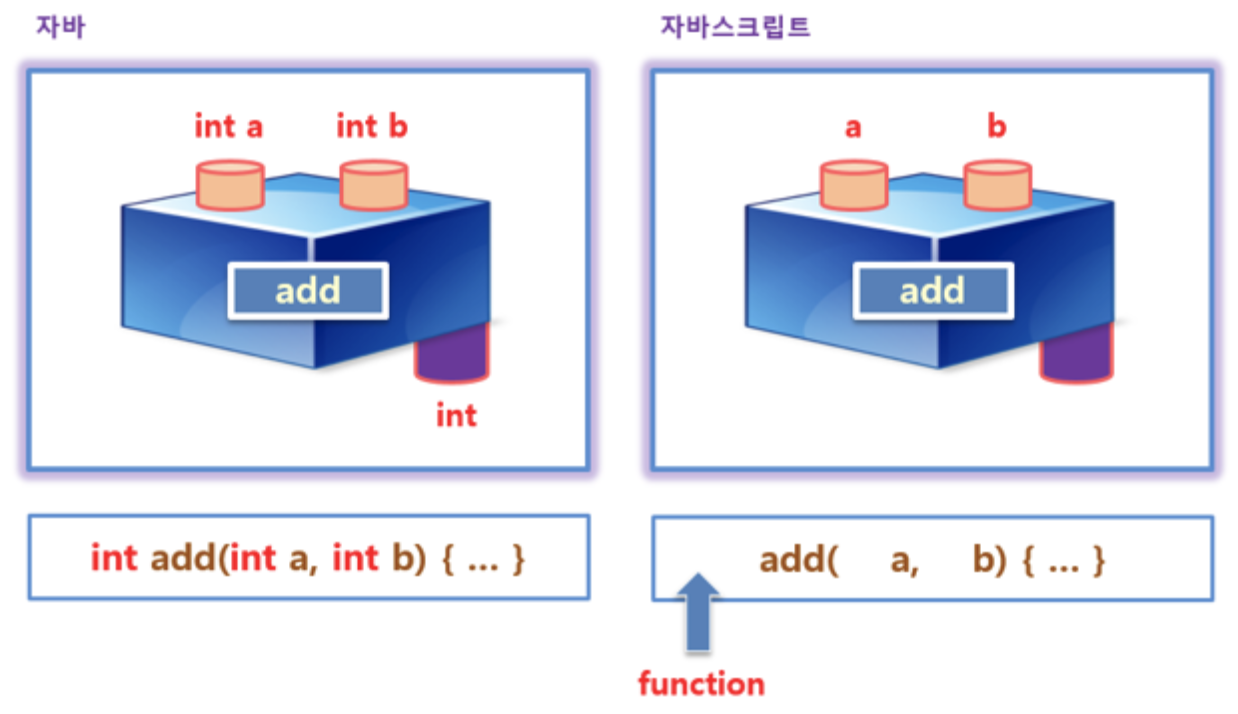 자바
int a int b
add
int
int add(int a, int b) { ... }
자바스크립트
a b
add
add( a, b) { ... }
function